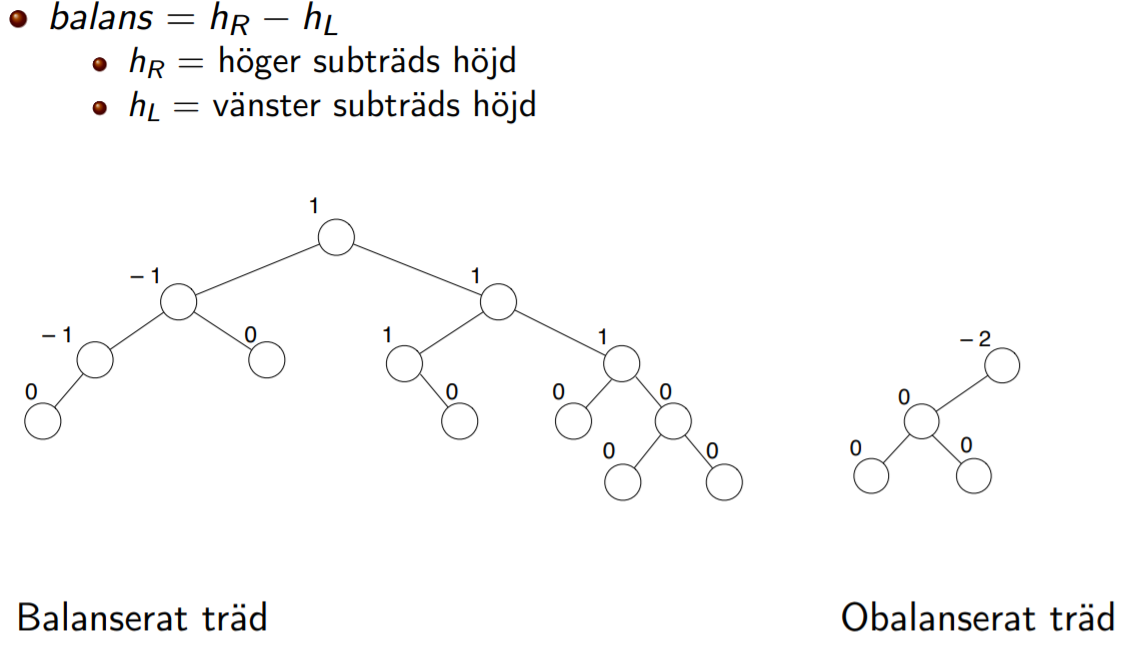 balans = h_R − h_L
h_R = höger subträds höjd
h_L = vänster subträds höjd
1
−1 1
−1 0 1 1 −2
0 0 0 0 0
0 0 0 0
Balanserat träd Obalanserat träd